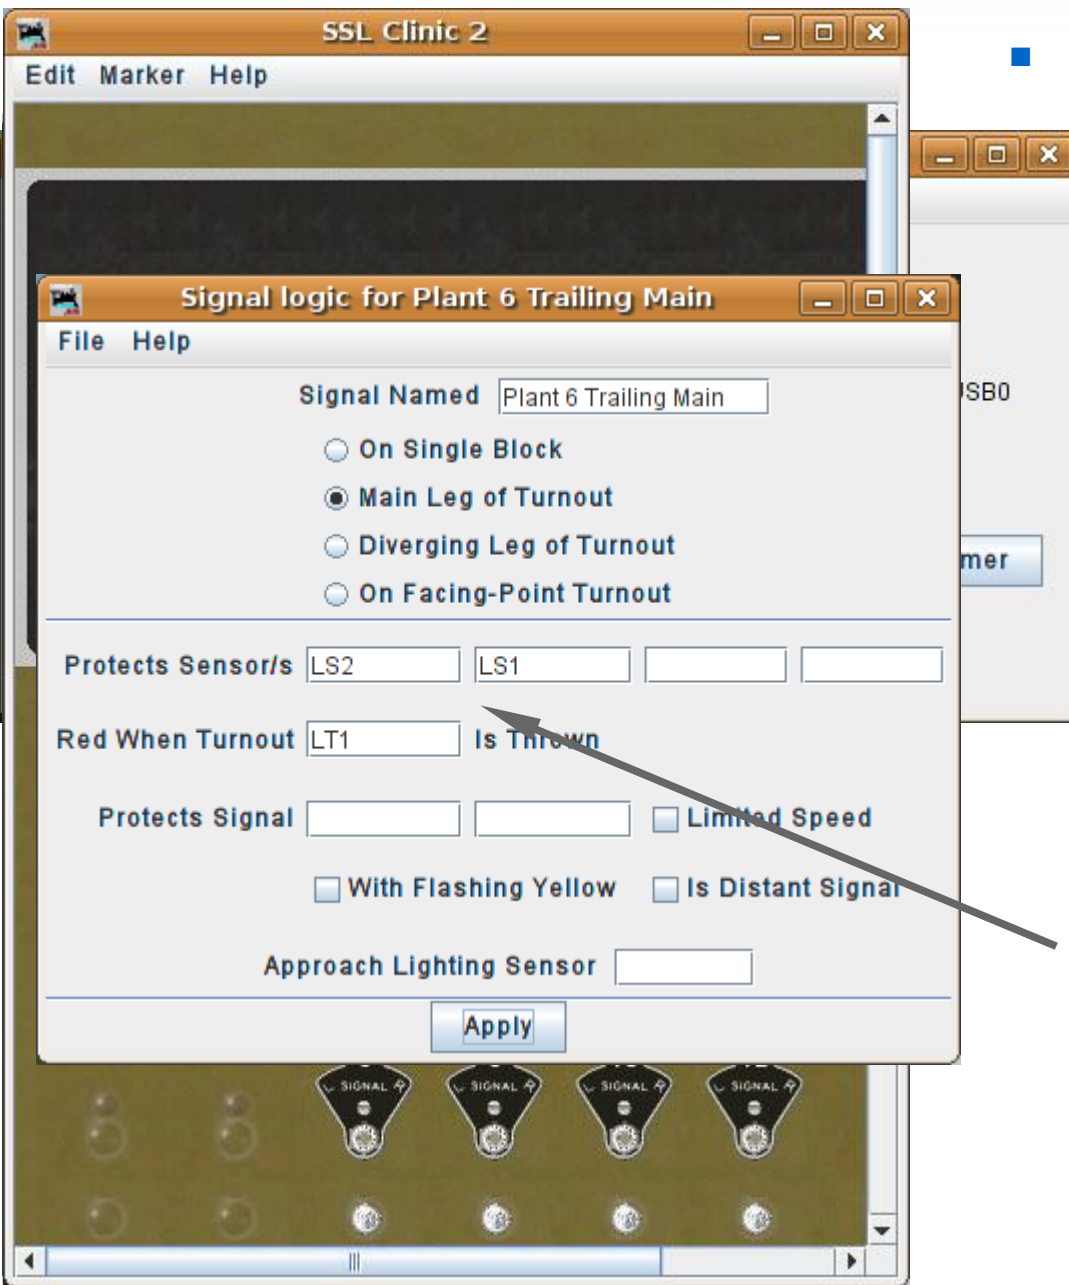 SSL Clinic 2
Edit Marker Help
Signal logic for Plant 6 Trailing Main
File Help
Signal Named Plant 6 Trailing Main
On Single Block
Main Leg of Turnout
Diverging Leg of Turnout
On Facing-Point Turnout
Protects Sensor/s LS2 LS1
Red When Turnout LT1 Is Thrown
Protects Signal Limited Speed
With Flashing Yellow Is Distant Signal
Approach Lighting Sensor
Apply
JSB0
mer
L SIGNAL R L SIGNAL R L SIGNAL R L SIGNAL R